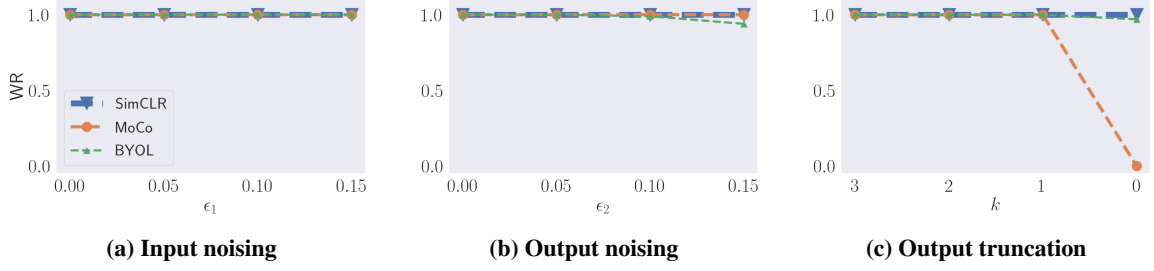 WR
1.0
0.5
0.0
SimCLR
MoCo
BYOL
0.00 0.05 0.10 0.15
ϵ₁
(a) Input noising
1.0
0.5
0.0
0.00 0.05 0.10 0.15
ϵ₂
(b) Output noising
1.0
0.5
0.0
3 2 1 0
k
(c) Output truncation